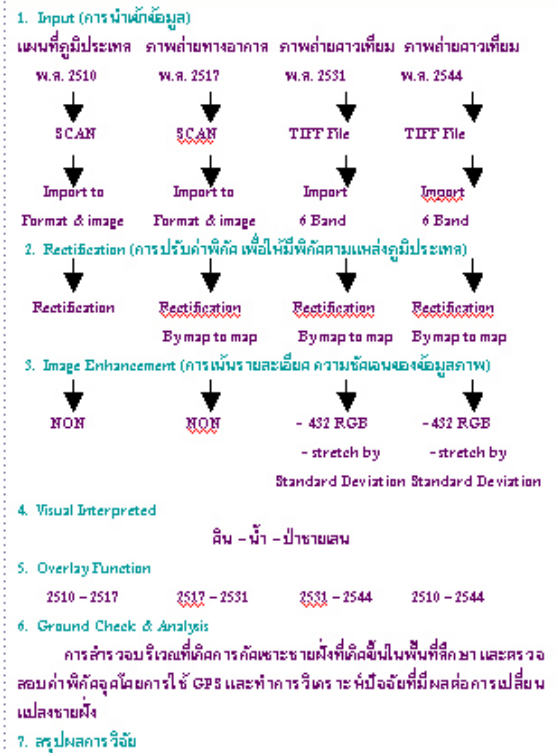 1. Input (การนำเข้าข้อมูล)
แผนที่ภูมิประเทศ ภาพถ่ายทางอากาศ ภาพถ่ายดาวเทียม ภาพถ่ายดาวเทียม
พ.ศ. 2510 พ.ศ. 2517 พ.ศ. 2531 พ.ศ. 2544
SCAN SCAN TIFF File TIFF File
Import to Import to Import Import
Format & image Format & image 6 Band 6 Band
2. Rectification (การปรับค่าพิกัด เพื่อให้มีพิกัดตามแหล่งภูมิประเทศ)
Rectification Rectification Rectification Rectification
By map to map By map to map By map to map
3. Image Enhancement (การเน้นรายละเอียด ความชัดเจนของข้อมูลภาพ)
NON NON - 432 RGB - 432 RGB
- stretch by - stretch by
Standard Deviation Standard Deviation
4. Visual Interpreted
ดิน – น้ำ – ป่าชายเลน
5. Overlay Function
2510 – 2517 2517 – 2531 2531 – 2544 2510 – 2544
6. Ground Check & Analysis
การสำรวจบริเวณที่เกิดการกัดเซาะชายฝั่งที่เกิดขึ้นในพื้นที่ศึกษา และตรวจ
สอบค่าพิกัดจุดโดยการใช้ GPS และทำการวิเคราะห์ปัจจัยที่มีผลต่อการเปลี่ยน
แปลงชายฝั่ง
7. สรุปผลการวิจัย